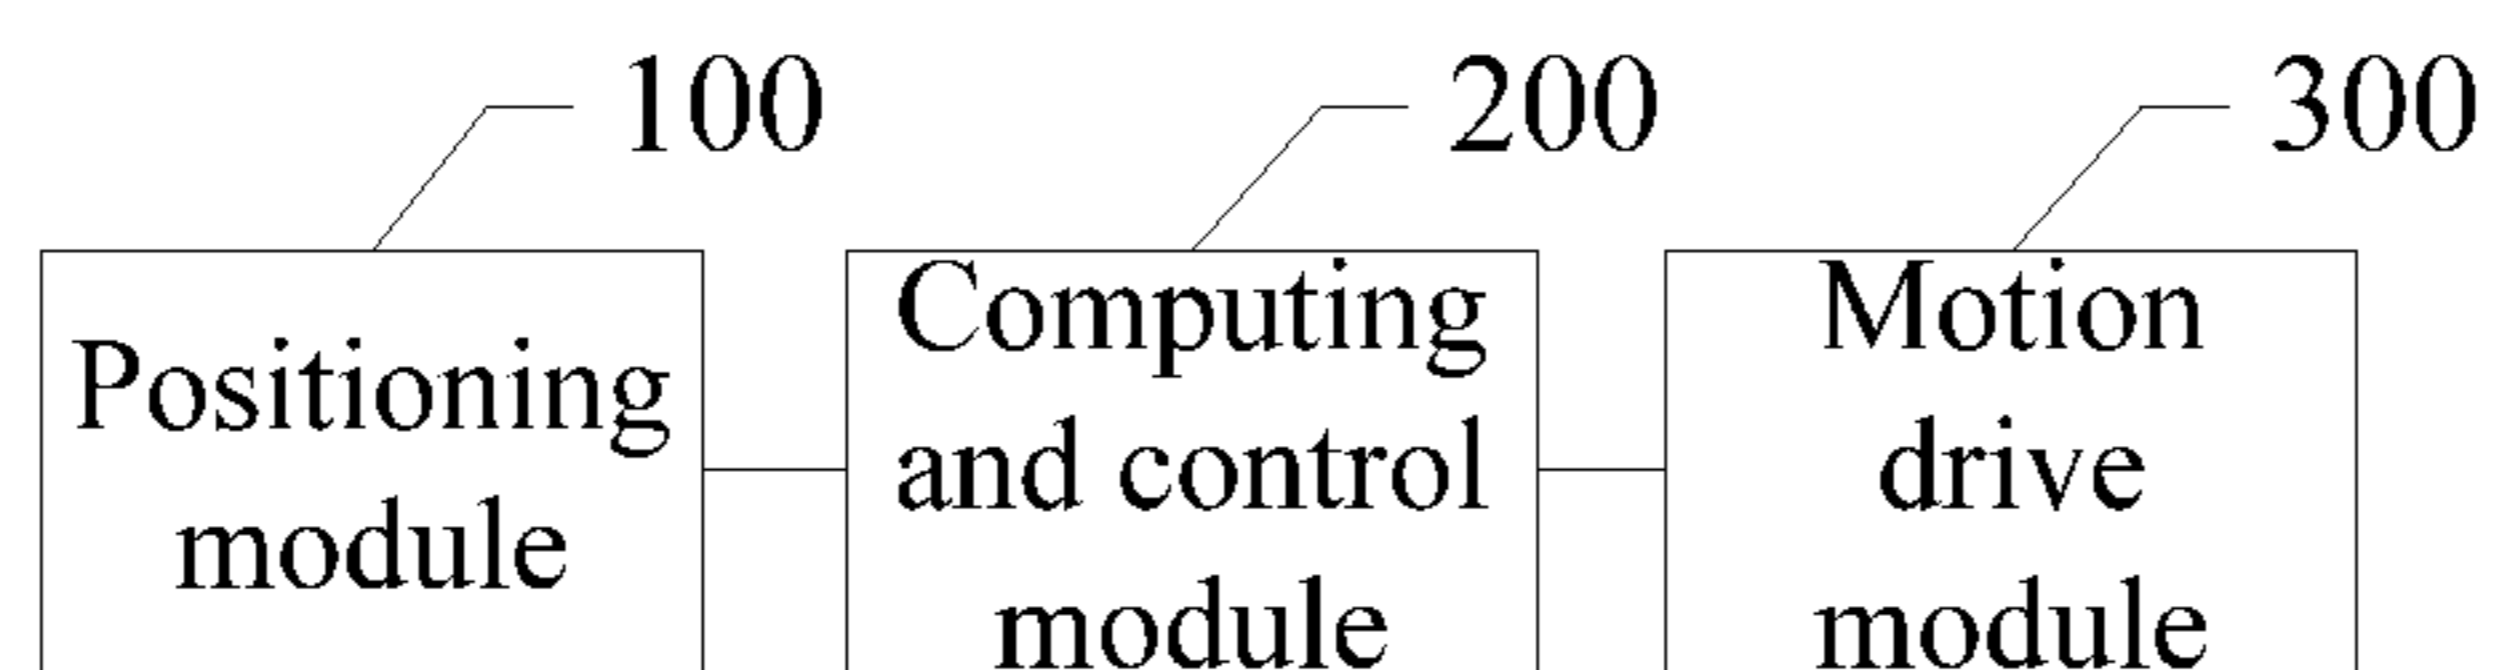 100
200
300
Positioning
module
Computing
and control
module
Motion
drive
module